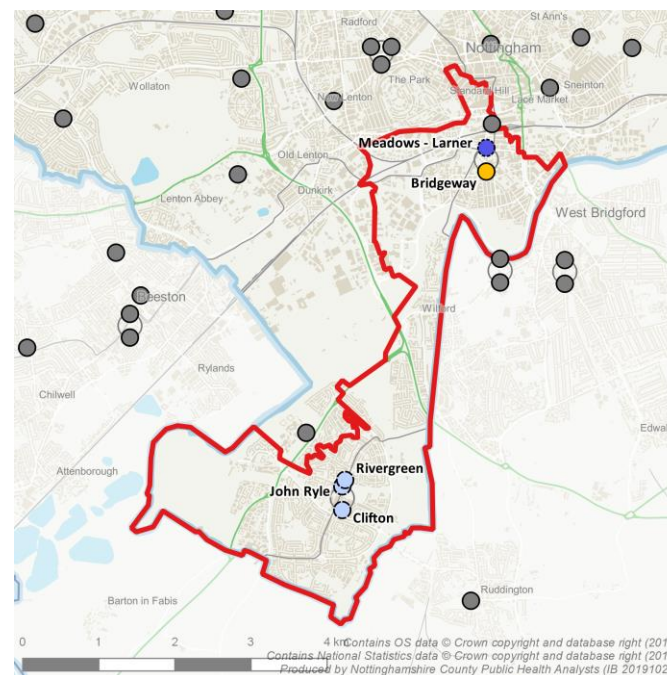 Radford
St Ann's
Nottingham
Wollaton
The Park
Standard Hill
Sneinton
New Lenton
Lace Market
Meadows - Larner
Old Lenton
Bridgeway
Dunkirk
Lenton Abbey
West Bridgford
Beeston
Wilford
Rylands
Chilwell
Edwa
Attenborough
Rivergreen
John Ryle
Clifton
Ruddington
Barton in Fabis
0 1 2 3 4 km
Contains OS data © Crown copyright and database right (201
Contains National Statistics data © Crown copyright and database right (201
Produced by Nottinghamshire County Public Health Analysts (IB 2019102